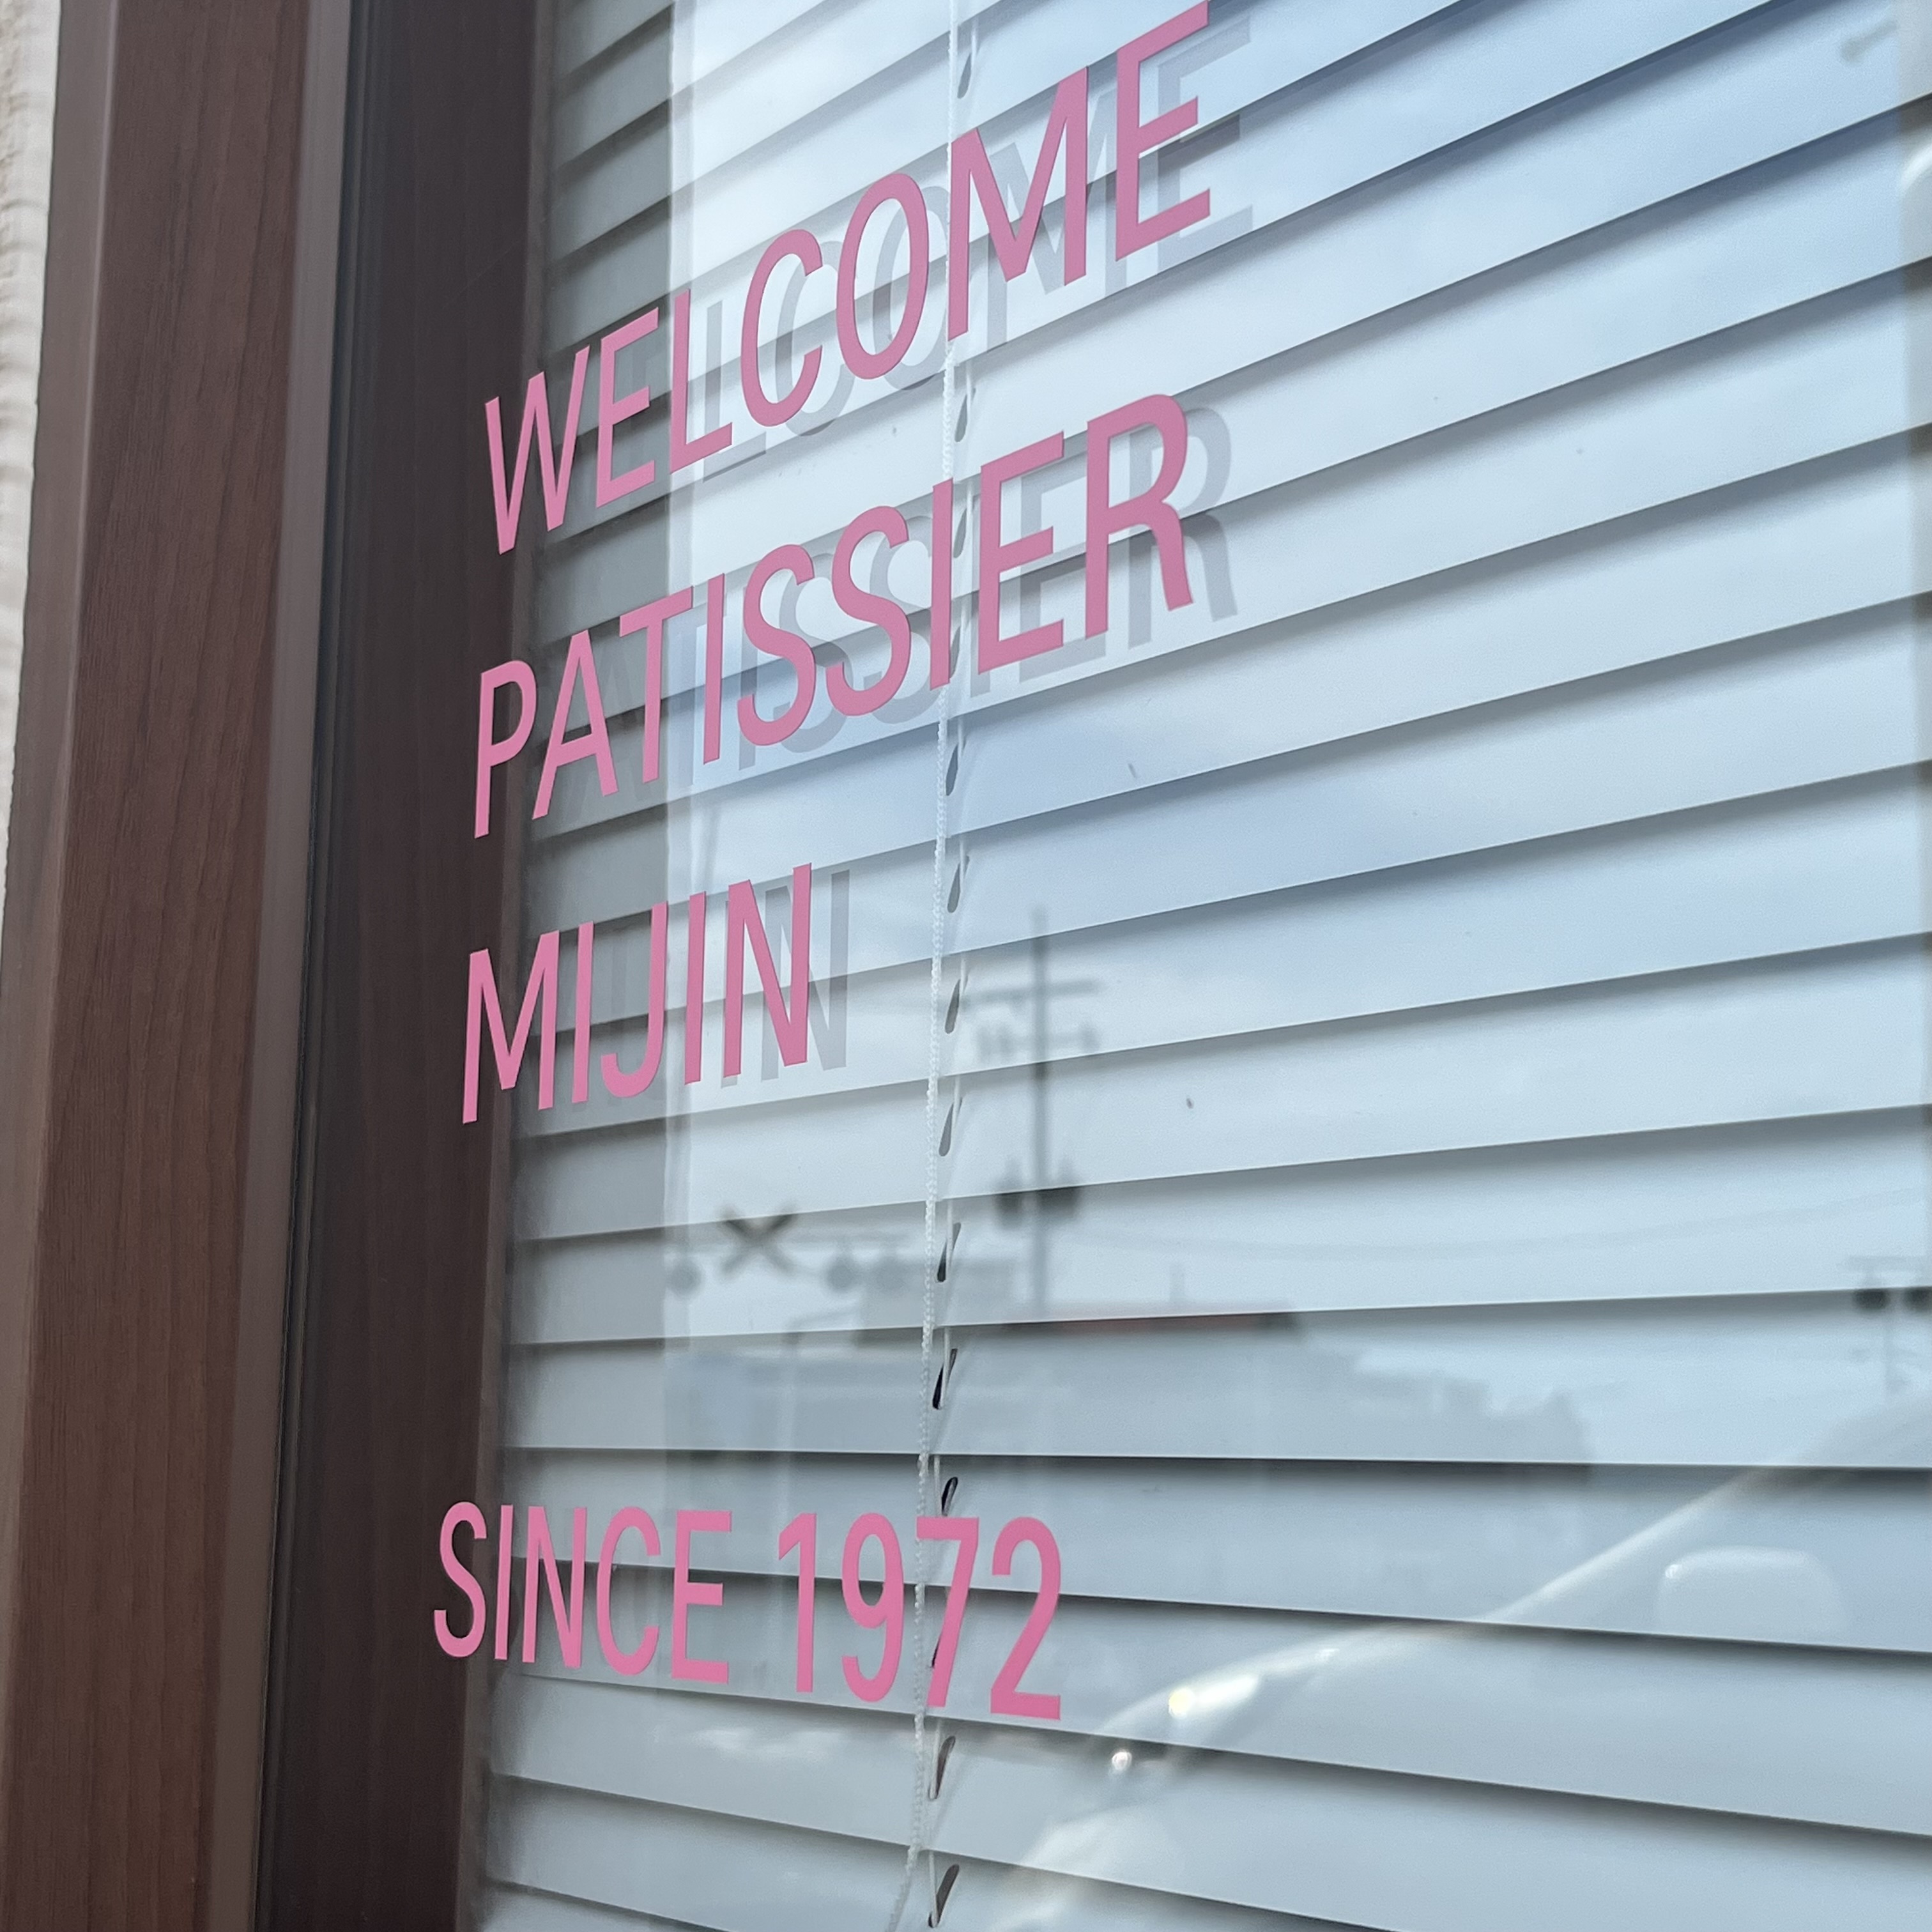 WELCOME
PATISSIER
MIJIN
SINCE 1972